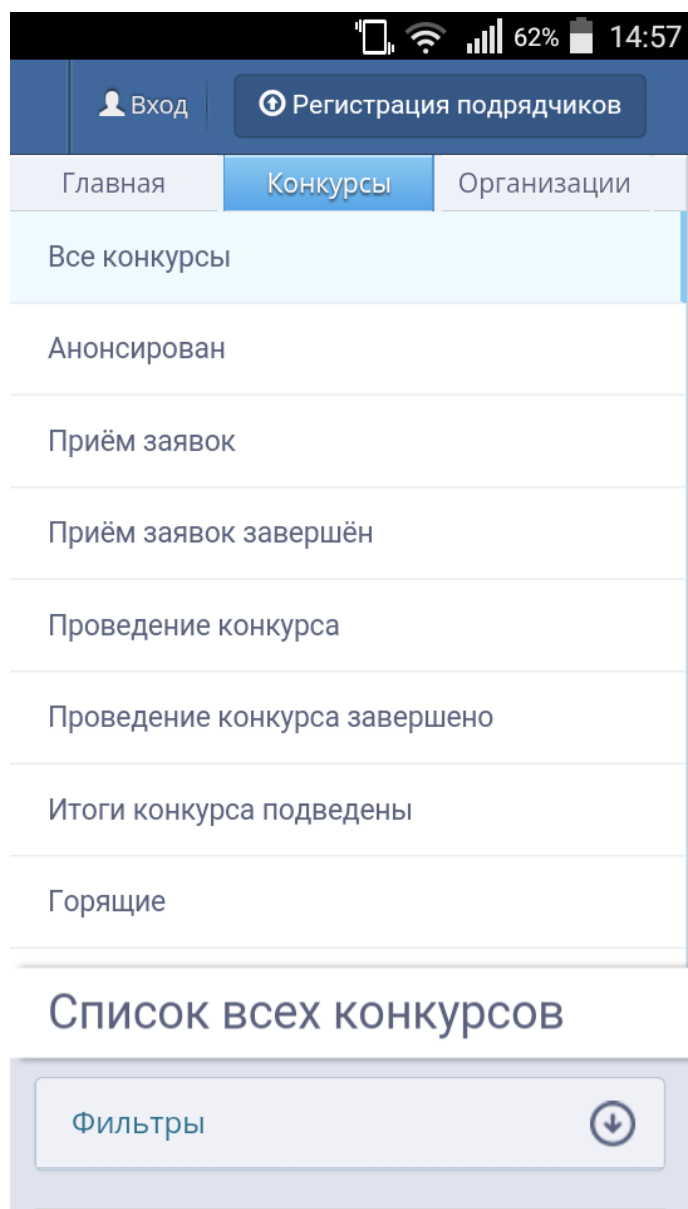 62% 14:57
Вход Регистрация подрядчиков
Главная Конкурсы Организации
Все конкурсы
Анонсирован
Приём заявок
Приём заявок завершён
Проведение конкурса
Проведение конкурса завершено
Итоги конкурса подведены
Горящие
Список всех конкурсов
Фильтры